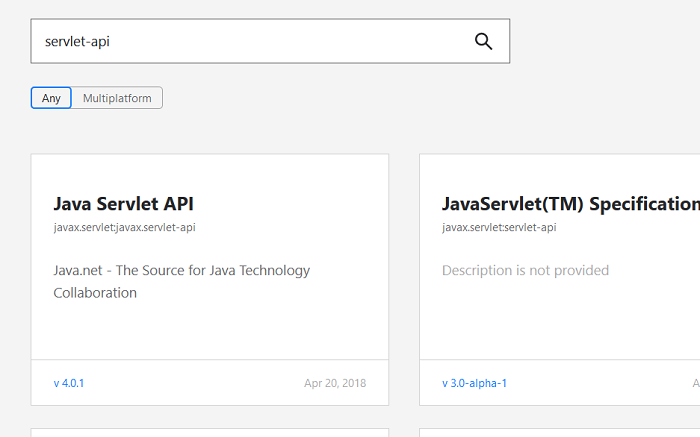 servlet-api
Any
Multiplatform
Java Servlet API
javax.servlet:javax.servlet-api
Java.net - The Source for Java Technology
Collaboration
v 4.0.1
Apr 20, 2018
JavaServlet(TM) Specification
javax.servlet:servlet-api
Description is not provided
v 3.0-alpha-1